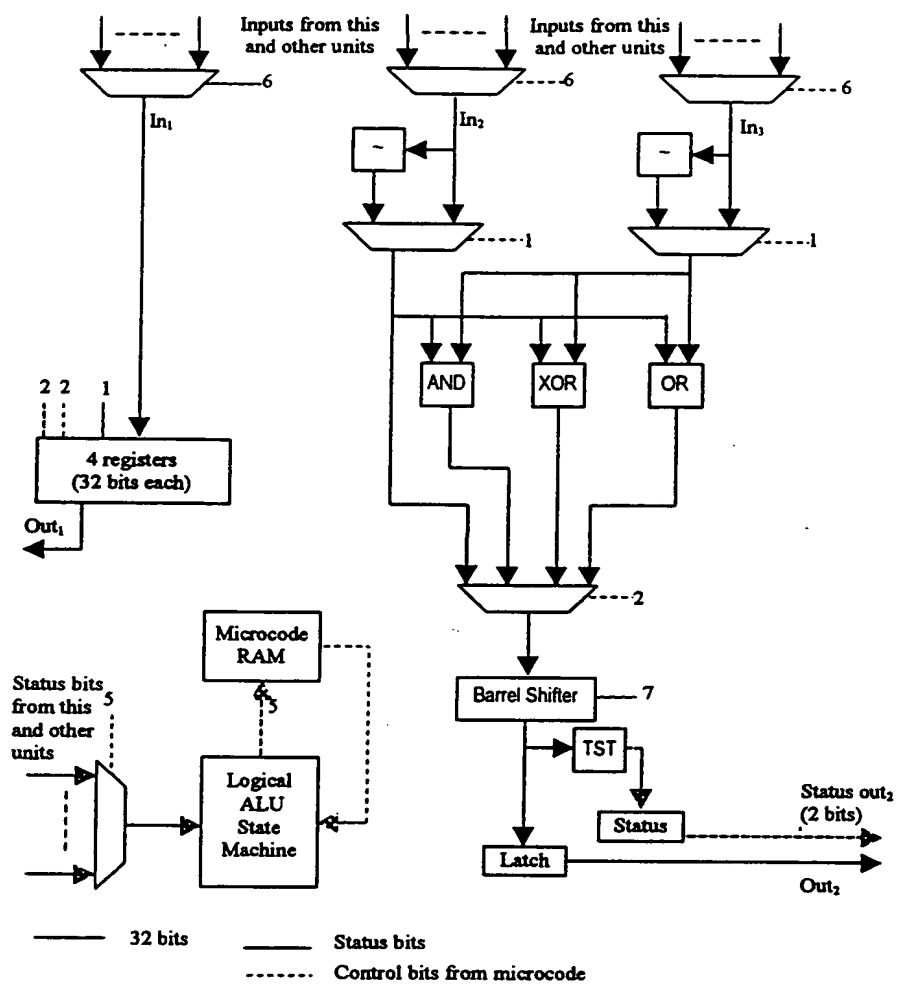 Inputs from this
and other units
Inputs from this
and other units
6
6
6
In₁
In₂
In₃
~
~
1
1
AND
XOR
OR
2 2 1
4 registers
(32 bits each)
Out₁
2
Microcode
RAM
Barrel Shifter
7
Status bits
from this
and other
units
5
5
TST
Logical
ALU
State
Machine
Status
Status out₂
(2 bits)
Latch
Out₂
32 bits
Status bits
Control bits from microcode